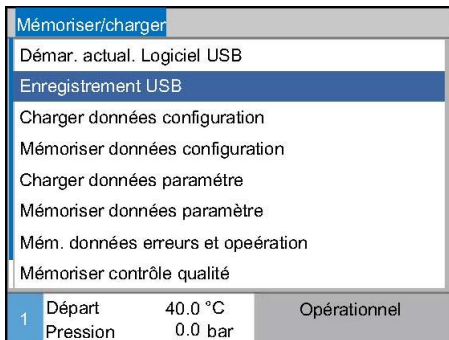 Mémoriser/charger
Démar. actual. Logiciel USB
Enregistrement USB
Charger données configuration
Mémoriser données configuration
Charger données paramétre
Mémoriser données paramètre
Mém. données erreurs et opeération
Mémoriser contrôle qualité
1 Départ 40.0 °C Opérationnel
Pression 0.0 bar